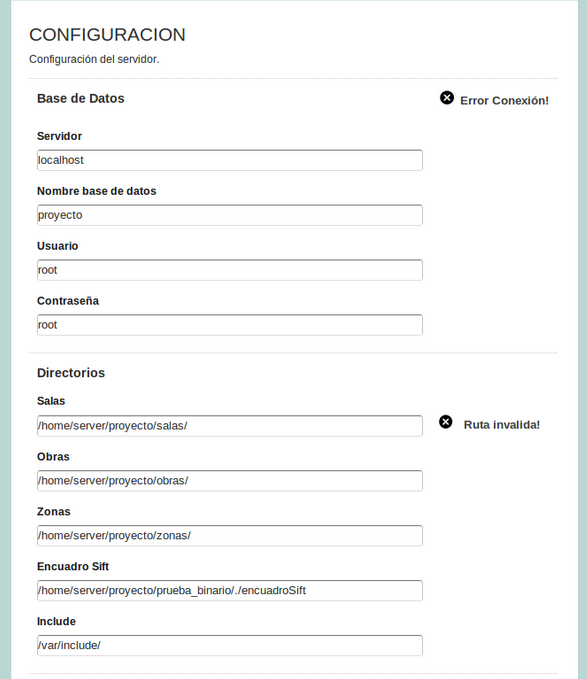 CONFIGURACION
Configuración del servidor.
Base de Datos
Error Conexión!
Servidor
localhost
Nombre base de datos
proyecto
Usuario
root
Contraseña
root
Directorios
Salas
/home/server/proyecto/salas/
Ruta invalida!
Obras
/home/server/proyecto/obras/
Zonas
/home/server/proyecto/zonas/
Encuadro Sift
/home/server/proyecto/prueba_binario/./encuadroSift
Include
/var/include/